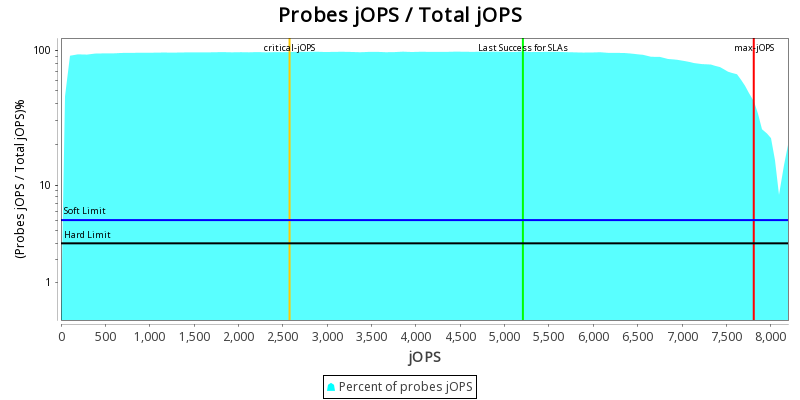 Probes jOPS / Total jOPS
(Probes jOPS / Total jOPS)%
100
10
1
critical-jOPS
Last Success for SLAs
max-jOPS
Soft Limit
Hard Limit
0 500 1,000 1,500 2,000 2,500 3,000 3,500 4,000 4,500 5,000 5,500 6,000 6,500 7,000 7,500 8,000
jOPS
Percent of probes jOPS